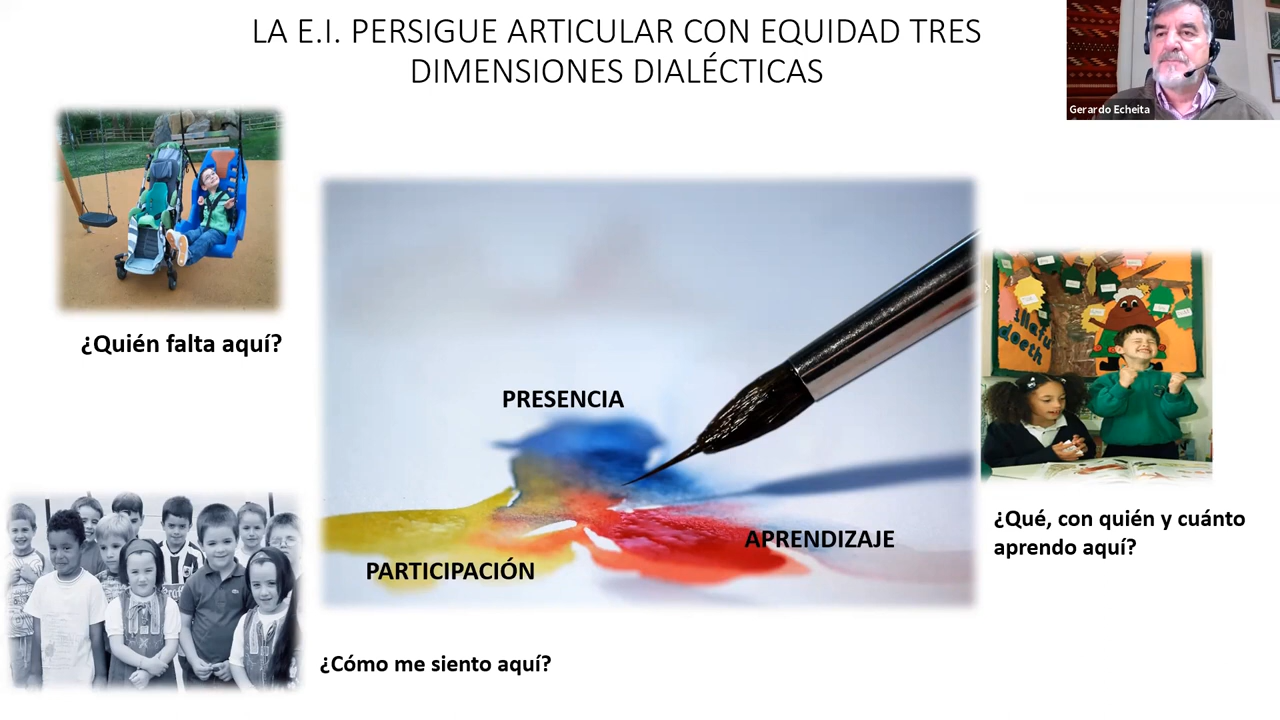 LA E.I. PERSIGUE ARTICULAR CON EQUIDAD TRES
DIMENSIONES DIALÉCTICAS
Gerardo Echeita
¿Quién falta aquí?
PRESENCIA
APRENDIZAJE
PARTICIPACIÓN
¿Qué, con quién y cuánto
aprendo aquí?
¿Cómo me siento aquí?